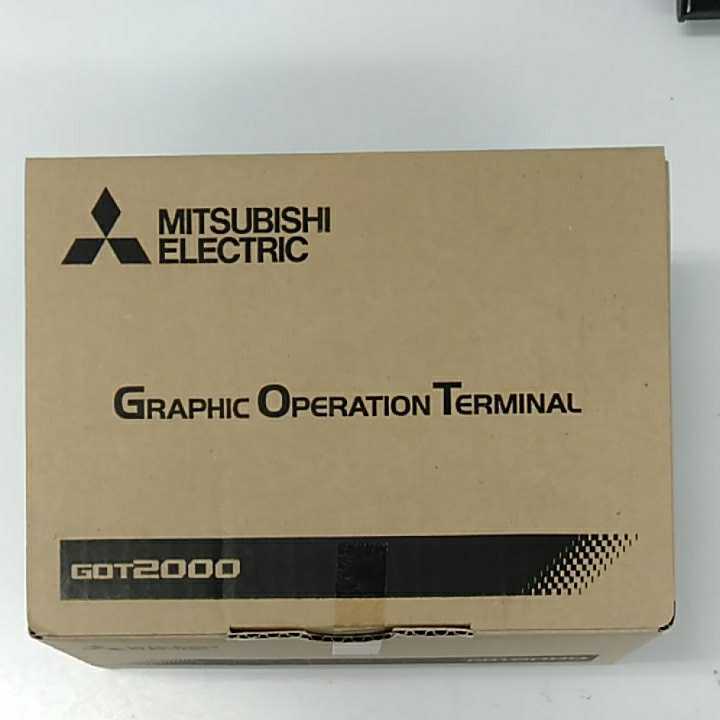 MITSUBISHI
ELECTRIC
GRAPHIC OPERATION TERMINAL
GOT2000